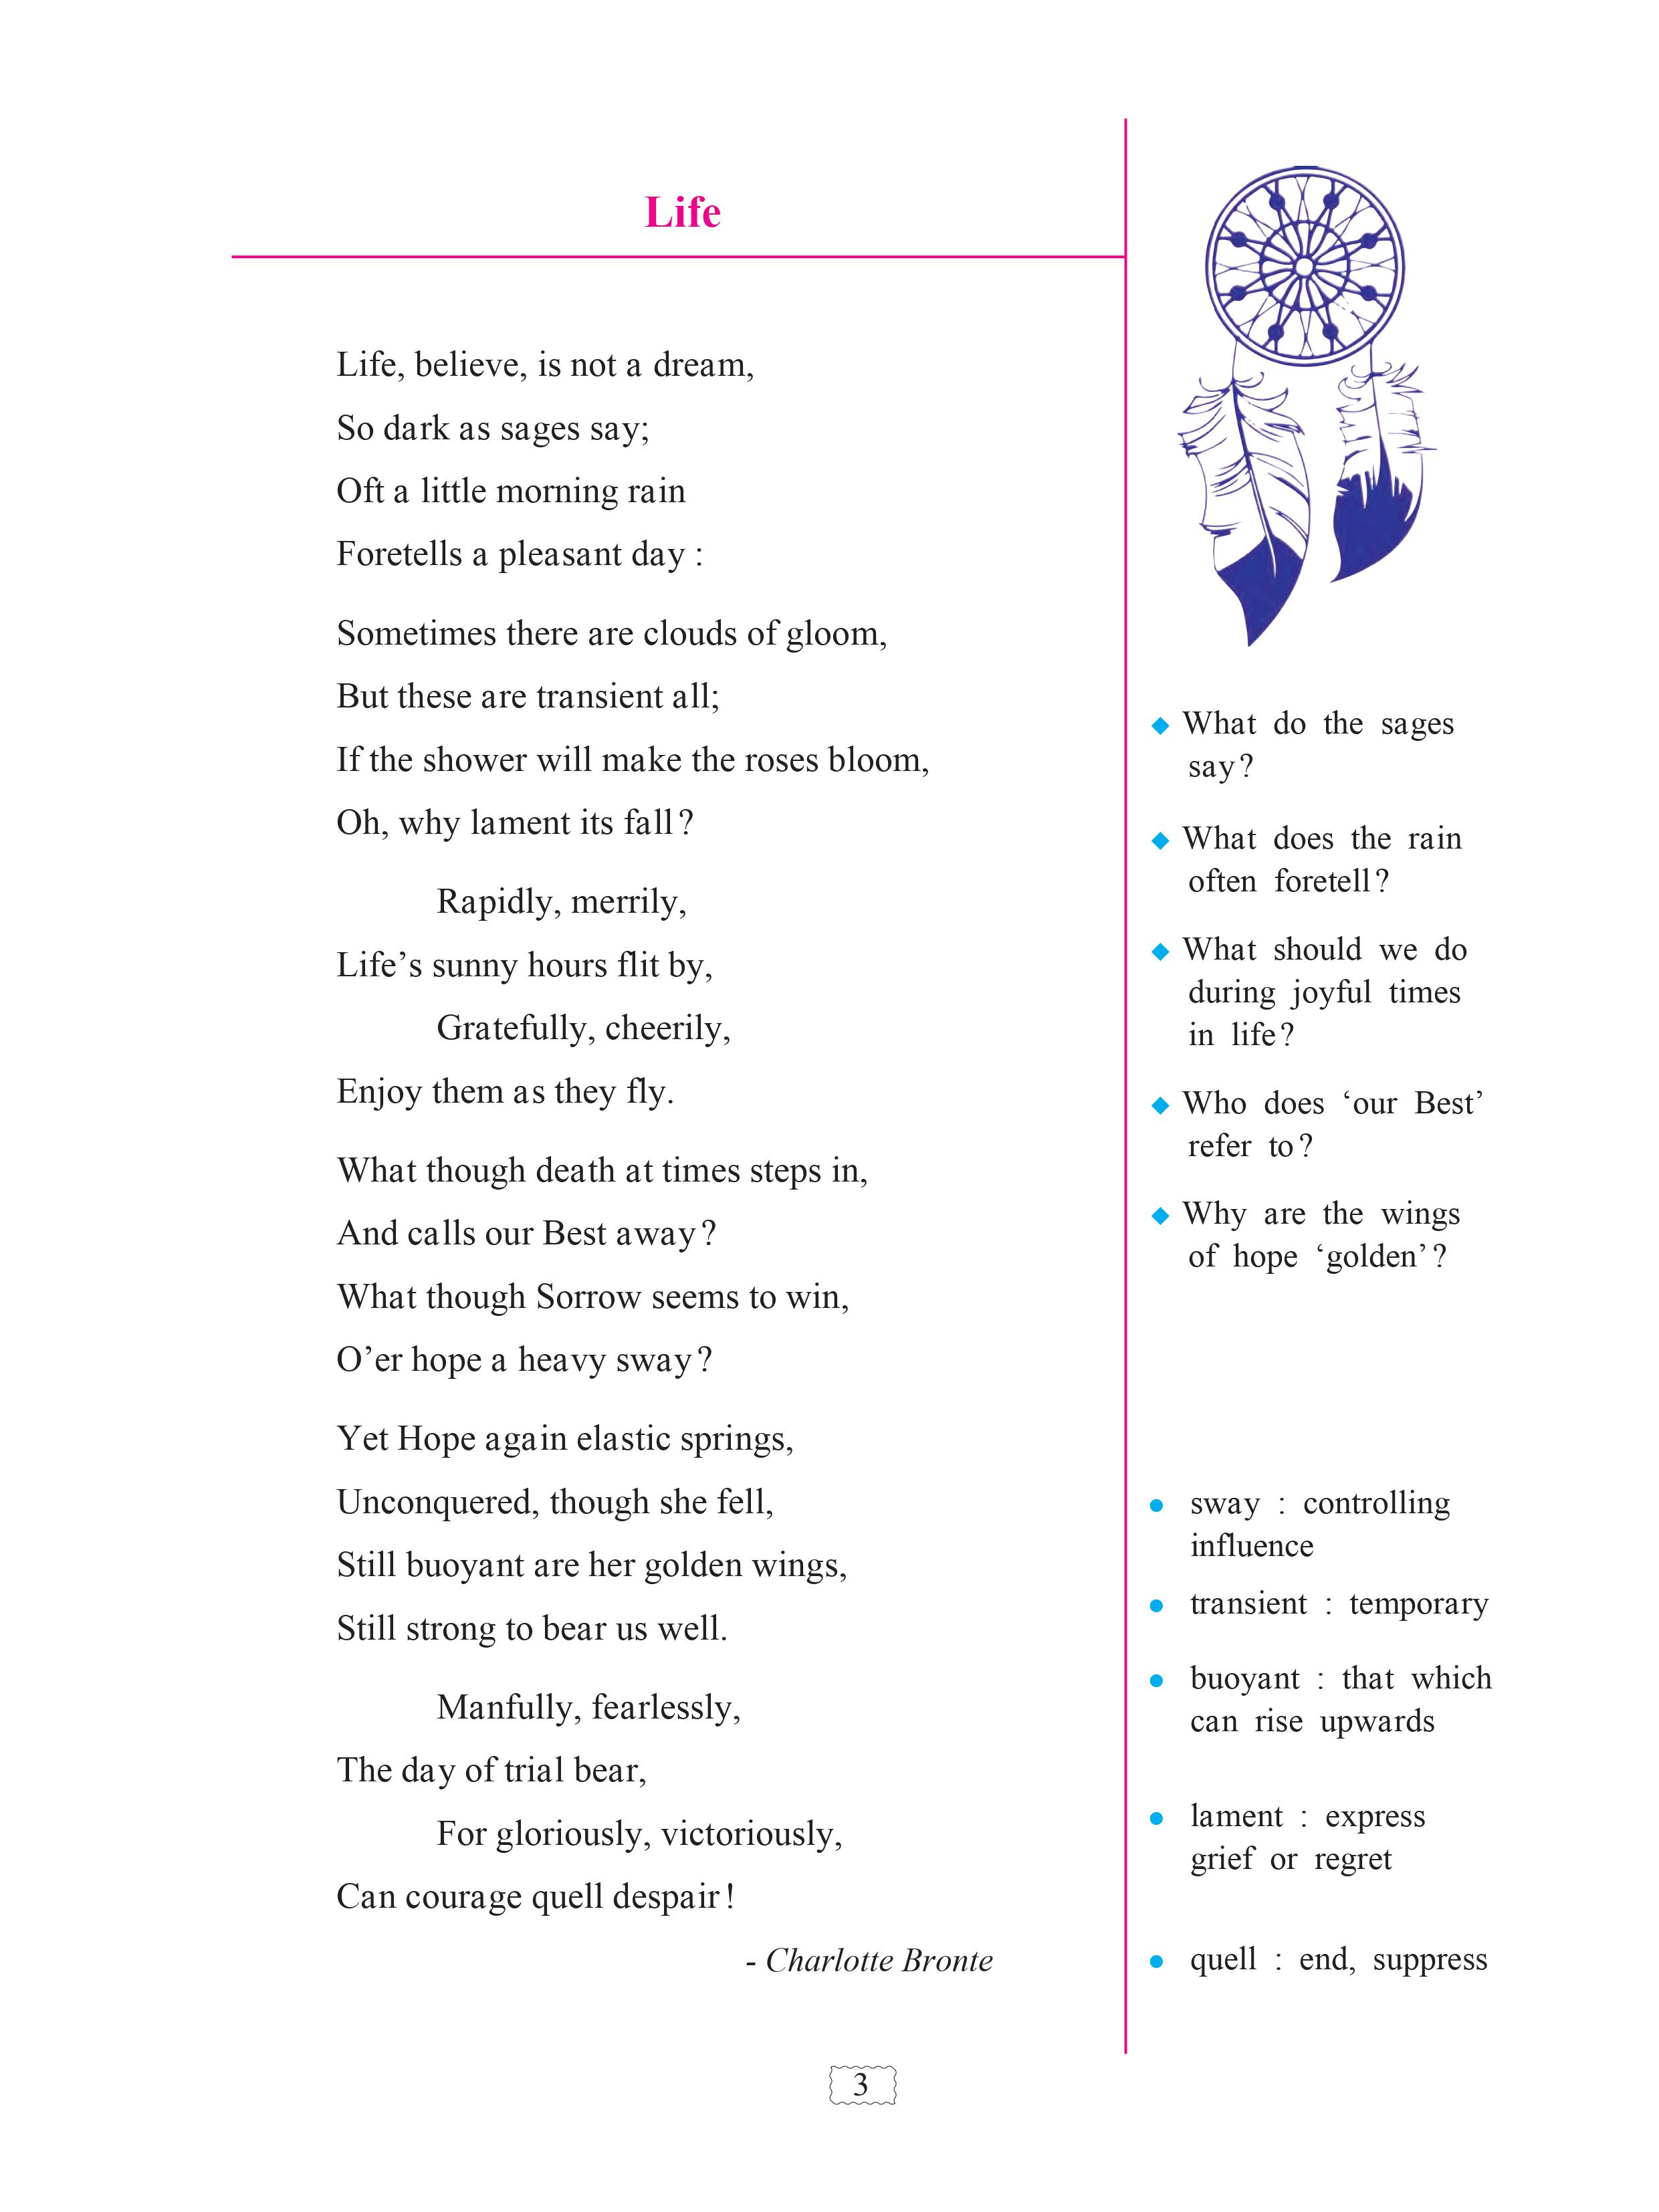 Life
Life, believe, is not a dream,
So dark as sages say;
Oft a little morning rain
Foretells a pleasant day :
Sometimes there are clouds of gloom,
But these are transient all;
If the shower will make the roses bloom,
Oh, why lament its fall?
Rapidly, merrily,
Life’s sunny hours flit by,
Gratefully, cheerily,
Enjoy them as they fly.
What though death at times steps in,
And calls our Best away?
What though Sorrow seems to win,
O’er hope a heavy sway?
Yet Hope again elastic springs,
Unconquered, though she fell,
Still buoyant are her golden wings,
Still strong to bear us well.
Manfully, fearlessly,
The day of trial bear,
For gloriously, victoriously,
Can courage quell despair!
- Charlotte Bronte
◆ What do the sages
say?
◆ What does the rain
often foretell?
◆ What should we do
during joyful times
in life?
◆ Who does ‘our Best’
refer to?
◆ Why are the wings
of hope ‘golden’?
● sway : controlling
influence
● transient : temporary
● buoyant : that which
can rise upwards
● lament : express
grief or regret
● quell : end, suppress
3